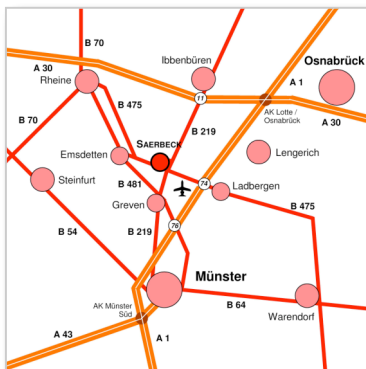 B 70
A 30
Rheine
Ibbenbüren
Osnabrück
A 1
11
AK Lotte /
Osnabrück
A 30
B 475
B 70
B 219
SAERBECK
Emsdetten
Lengerich
Steinfurt
B 481
74
Ladbergen
Greven
B 475
B 54
B 219
78
Münster
AK Münster
Süd
B 64
Warendorf
A 43
A 1